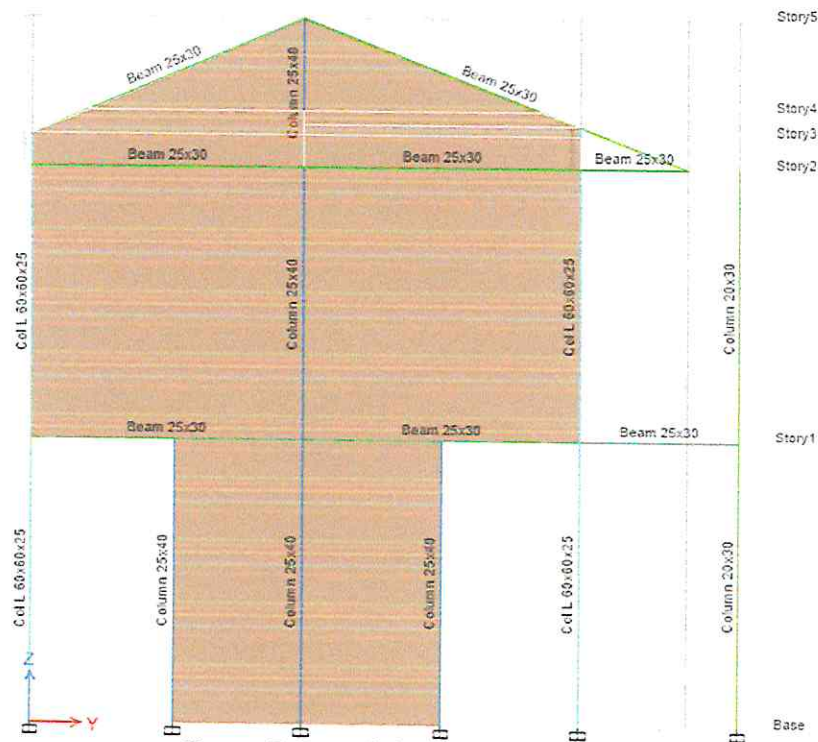 Story5
Beam 25x30
Column 25x40
Beam 25x30
Story4
Story3
Beam 25x30
Beam 25x30
Beam 25x30
Story2
Col L 60x60x25
Column 25x40
Col L 60x60x25
Column 20x30
Beam 25x30
Beam 25x30
Beam 25x30
Story1
Col L 60x60x25
Column 25x40
Column 25x40
Column 25x40
Col L 60x60x25
Column 20x30
Z
Y
Base